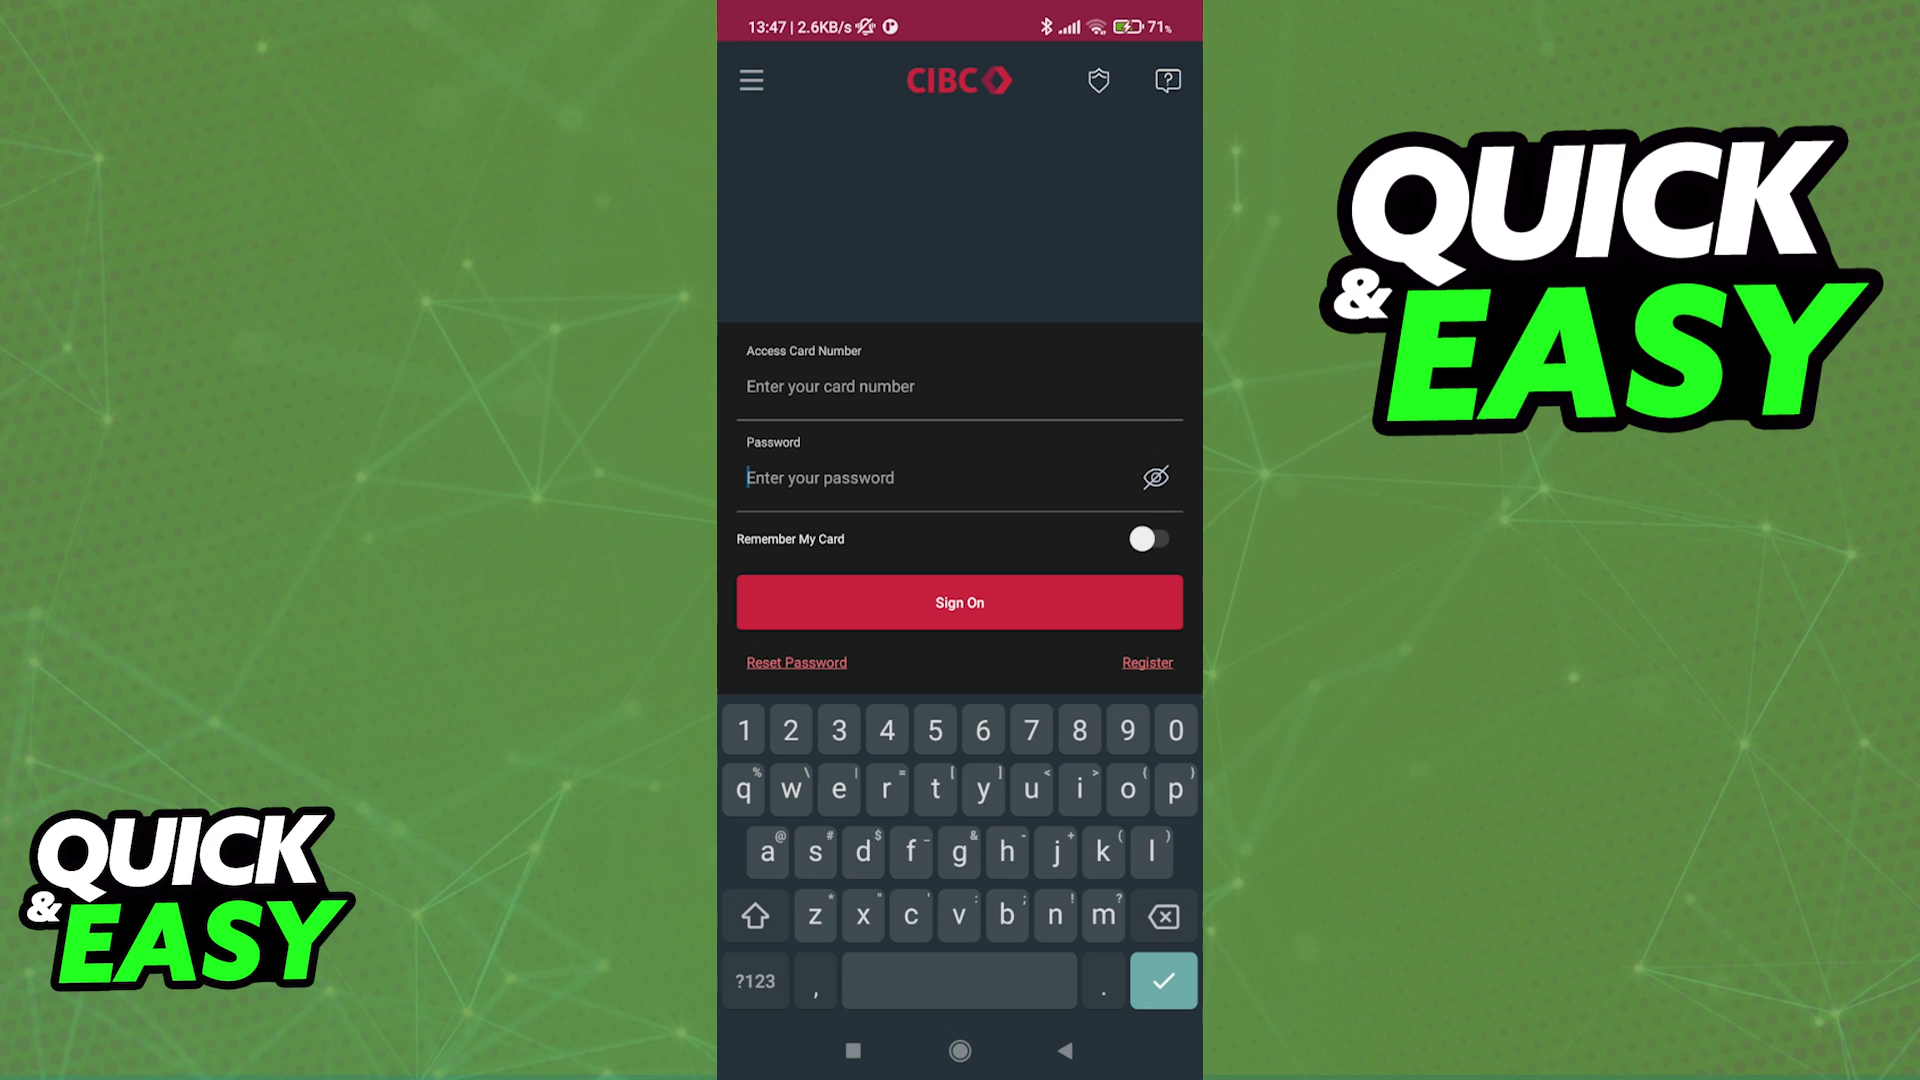 13:47 | 2.6KB/s
71%
CIBC
Access Card Number
Enter your card number
Password
Enter your password
Remember My Card
Sign On
Reset Password
Register
1 2 3 4 5 6 7 8 9 0
% \ | = [ ] < > { }
q w e r t y u i o p
@ # $ _ & - + ( )
a s d f g h j k l
* " ' : ; ! ?
z x c v b n m
?123 , .
QUICK
& EASY
QUICK
& EASY